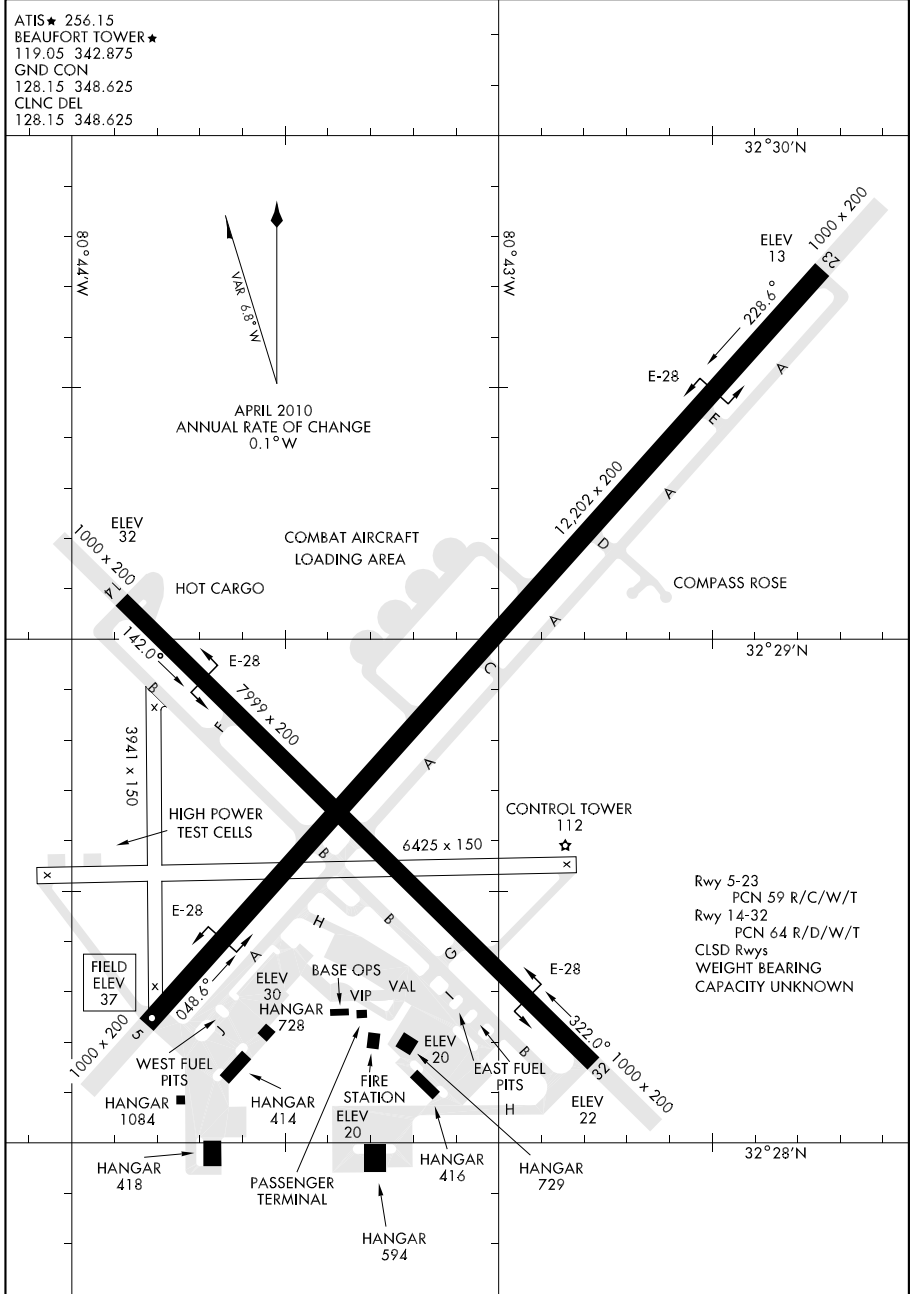 ATIS★ 256.15
BEAUFORT TOWER★
119.05 342.875
GND CON
128.15 348.625
CLNC DEL
128.15 348.625
32°30'N
80°44'W
80°43'W
VAR 6.8° W
APRIL 2010
ANNUAL RATE OF CHANGE
0.1° W
ELEV
13
1000 x 200
23
228.6°
E-28
A
E
12,202 x 200
A
D
COMPASS ROSE
A
ELEV
32
1000 x 200
14
HOT CARGO
COMBAT AIRCRAFT
LOADING AREA
32°29'N
142.0°
E-28
B
F
7999 x 200
C
A
x
3941 x 150
HIGH POWER
TEST CELLS
CONTROL TOWER
112
6425 x 150
x
x
B
Rwy 5-23
PCN 59 R/C/W/T
Rwy 14-32
PCN 64 R/D/W/T
CLSD Rwys
WEIGHT BEARING
CAPACITY UNKNOWN
E-28
H
B
G
A
E-28
FIELD
ELEV
37
x
048.6°
ELEV
30
BASE OPS
VIP
VAL
I
HANGAR
728
J
5
1000 x 200
WEST FUEL
PITS
FIRE
STATION
ELEV
20
EAST FUEL
PITS
B
322.0°
32
1000 x 200
HANGAR
1084
HANGAR
414
ELEV
20
H
ELEV
22
32°28'N
HANGAR
418
PASSENGER
TERMINAL
HANGAR
416
HANGAR
729
HANGAR
594